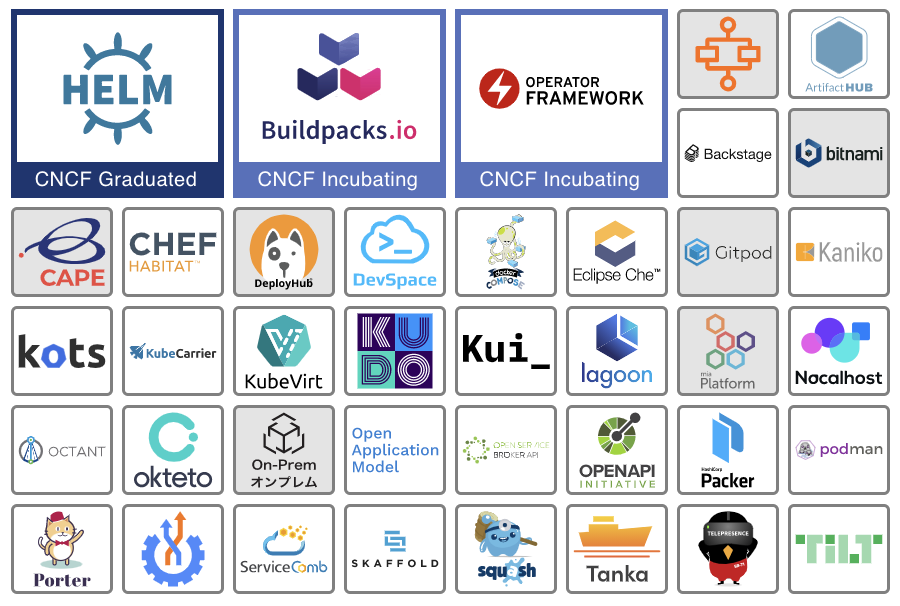 HELM
CNCF Graduated
Buildpacks.io
CNCF Incubating
OPERATOR
FRAMEWORK
CNCF Incubating
ArtifactHUB
Backstage
bitnami
CAPE
CHEF
HABITAT™
DeployHub
DevSpace
docker
COMPOSE
Eclipse Che™
Gitpod
Kaniko
kots
KubeCarrier
KubeVirt
KU
DO
Kui_
lagoon
mia
Platform
Nocalhost
OCTANT
okteto
On-Prem
オンプレム
Open
Application
Model
OPEN SERVICE
BROKER API
OPENAPI
INITIATIVE
HashiCorp
Packer
podman
Porter
ServiceComb
SKAFFOLD
squash
Tanka
TELEPRESENCE
TILT